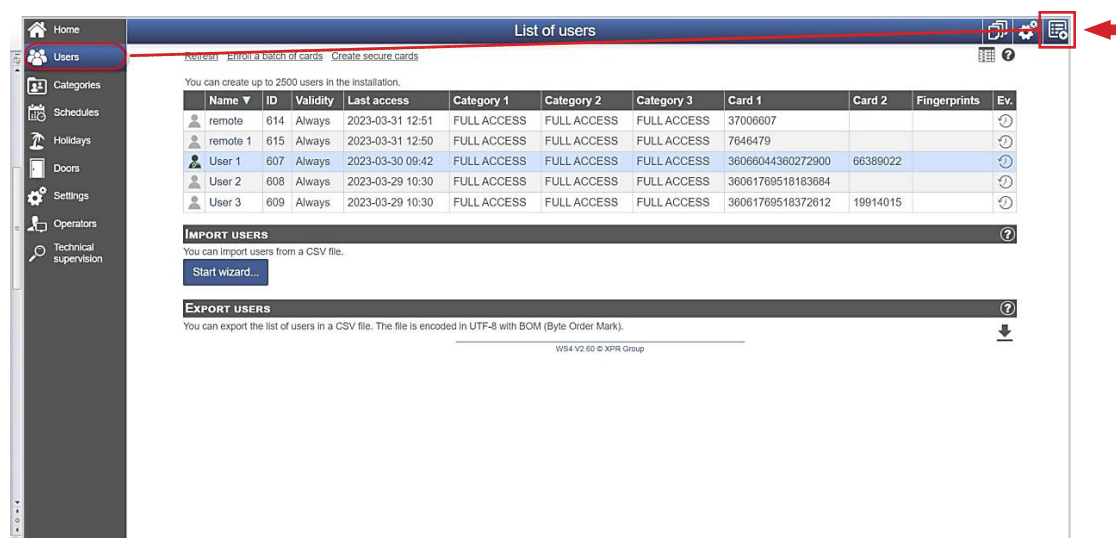 Home
List of users
Users
Refresh Enroll a batch of cards Create secure cards
Categories
You can create up to 2500 users in the installation.
Schedules
Holidays
Doors
Settings
Operators
Technical
supervision
Name ▼ ID Validity Last access Category 1 Category 2 Category 3 Card 1 Card 2 Fingerprints Ev.
remote 614 Always 2023-03-31 12:51 FULL ACCESS FULL ACCESS FULL ACCESS 37006607
remote 1 615 Always 2023-03-31 12:50 FULL ACCESS FULL ACCESS FULL ACCESS 7646479
User 1 607 Always 2023-03-30 09:42 FULL ACCESS FULL ACCESS FULL ACCESS 36066044360272900 66389022
User 2 608 Always 2023-03-29 10:30 FULL ACCESS FULL ACCESS FULL ACCESS 36061769518183684
User 3 609 Always 2023-03-29 10:30 FULL ACCESS FULL ACCESS FULL ACCESS 36061769518372612 19914015
IMPORT USERS
You can import users from a CSV file.
Start wizard...
EXPORT USERS
You can export the list of users in a CSV file. The file is encoded in UTF-8 with BOM (Byte Order Mark).
WS4 V2.60 © XPR Group